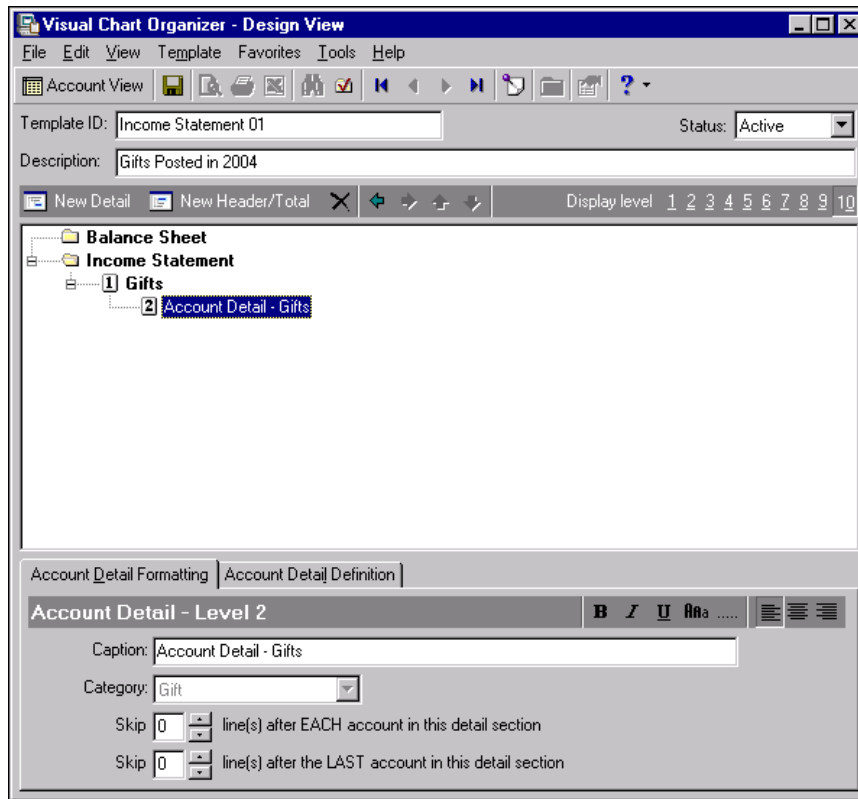 Visual Chart Organizer - Design View
File Edit View Template Favorites Tools Help
Account View ?
Template ID: Income Statement 01 Status: Active
Description: Gifts Posted in 2004
New Detail New Header/Total Display level 1 2 3 4 5 6 7 8 9 10
Balance Sheet
Income Statement
1 Gifts
2 Account Detail - Gifts
Account Detail Formatting Account Detail Definition
Account Detail - Level 2 B I U AAa .....
Caption: Account Detail - Gifts
Category: Gift
Skip 0 line(s) after EACH account in this detail section
Skip 0 line(s) after the LAST account in this detail section